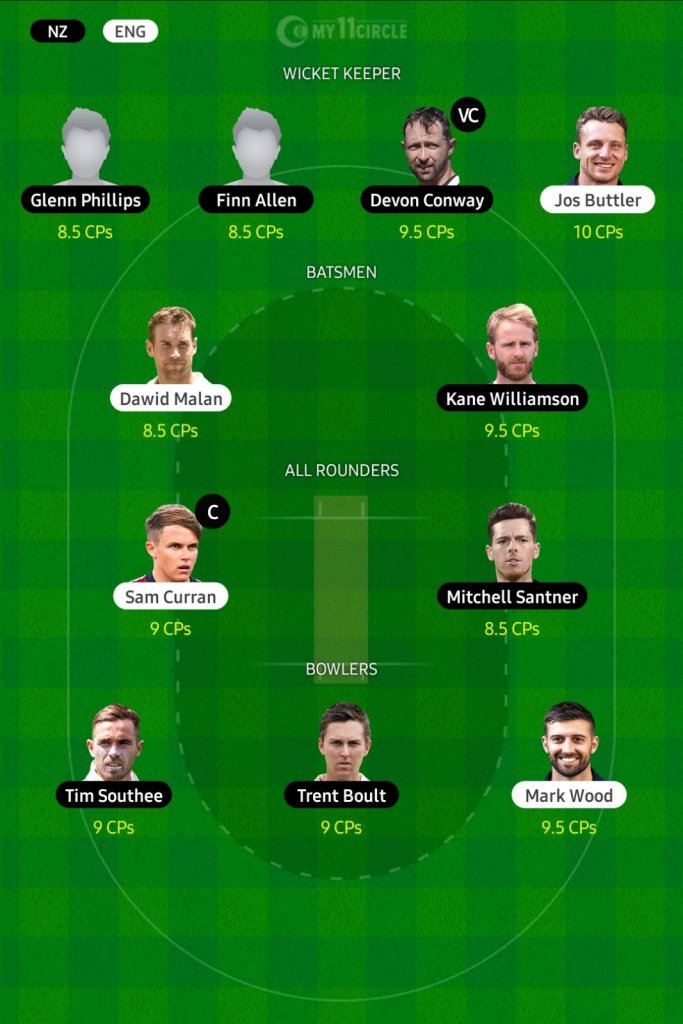 NZ ENG MY11CIRCLE
WICKET KEEPER
VC
Glenn Phillips Finn Allen Devon Conway Jos Buttler
8.5 CPs 8.5 CPs 9.5 CPs 10 CPs
BATSMEN
Dawid Malan Kane Williamson
8.5 CPs 9.5 CPs
ALL ROUNDERS
C
Sam Curran Mitchell Santner
9 CPs 8.5 CPs
BOWLERS
Tim Southee Trent Boult Mark Wood
9 CPs 9 CPs 9.5 CPs